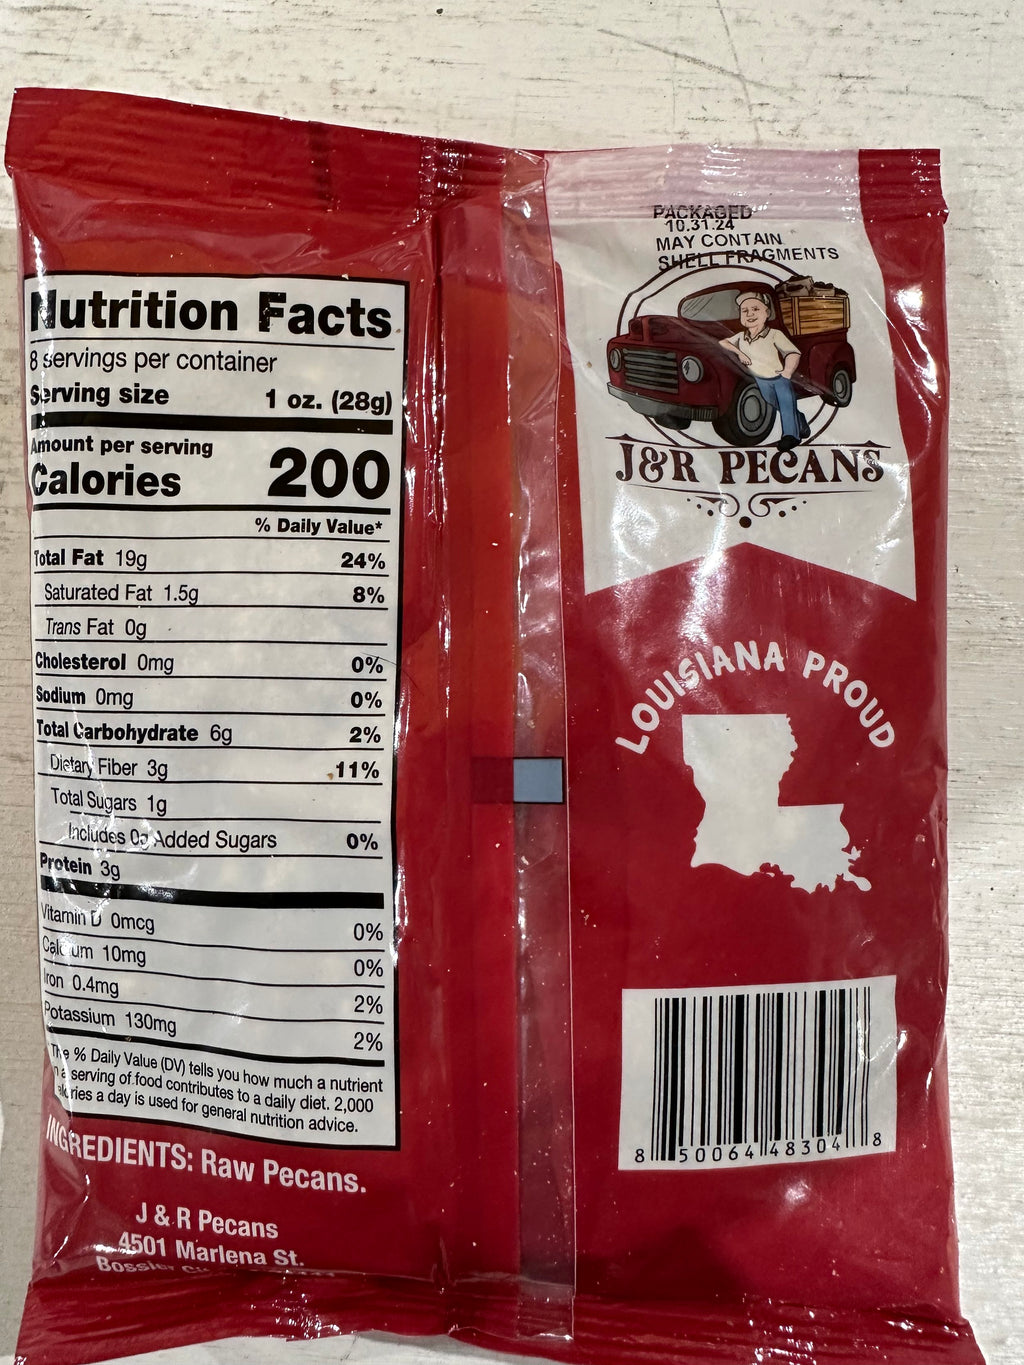 Nutrition Facts
8 servings per container
Serving size 1 oz. (28g)
Amount per serving
Calories 200
% Daily Value*
Total Fat 19g 24%
Saturated Fat 1.5g 8%
Trans Fat 0g
Cholesterol 0mg 0%
Sodium 0mg 0%
Total Carbohydrate 6g 2%
Dietary Fiber 3g 11%
Total Sugars 1g
Includes 0g Added Sugars 0%
Protein 3g
Vitamin D 0mcg 0%
Calcium 10mg 0%
Iron 0.4mg 2%
Potassium 130mg 2%
The % Daily Value (DV) tells you how much a nutrient
in a serving of food contributes to a daily diet. 2,000
calories a day is used for general nutrition advice.
INGREDIENTS: Raw Pecans.
J & R Pecans
4501 Marlena St.
Bossier
PACKAGED
10.31.24
MAY CONTAIN
SHELL FRAGMENTS
J&R PECANS
LOUISIANA PROUD
8 50064 48304 8